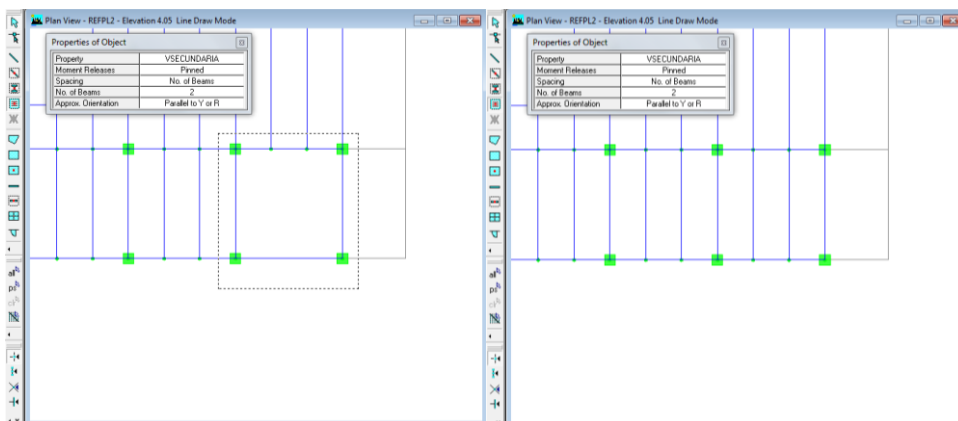 Plan View - REFPL2 - Elevation 4.05 Line Draw Mode
Properties of Object
Property VSECUNDARIA
Moment Releases Pinned
Spacing No. of Beams
No. of Beams 2
Approx. Orientation Parallel to Y or R
Plan View - REFPL2 - Elevation 4.05 Line Draw Mode
Properties of Object
Property VSECUNDARIA
Moment Releases Pinned
Spacing No. of Beams
No. of Beams 2
Approx. Orientation Parallel to Y or R